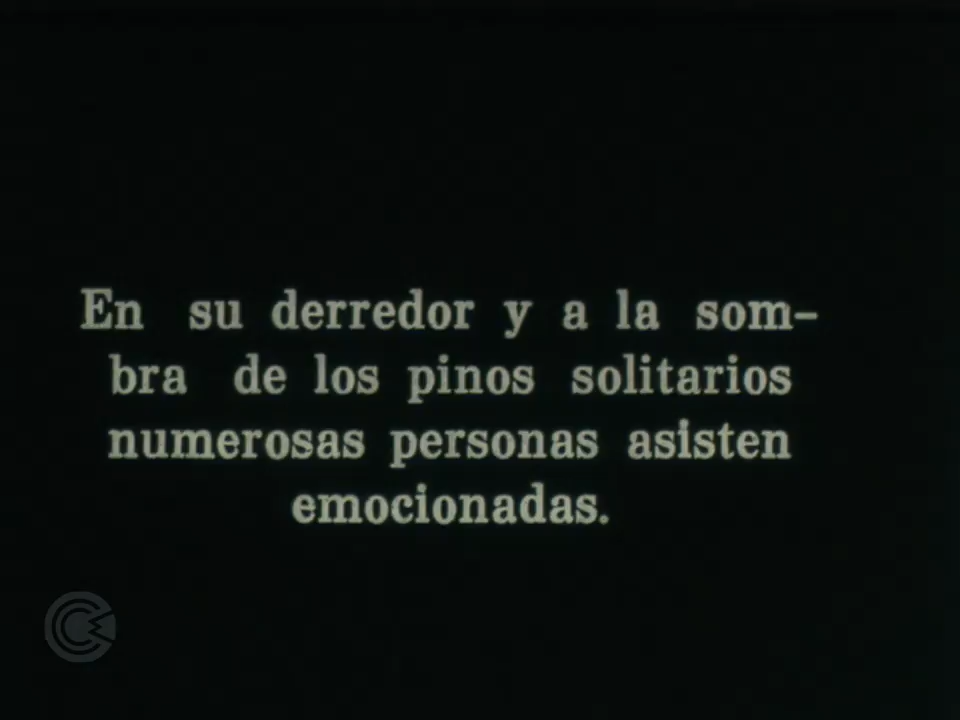 En su derredor y a la som-
bra de los pinos solitarios
numerosas personas asisten
emocionadas.